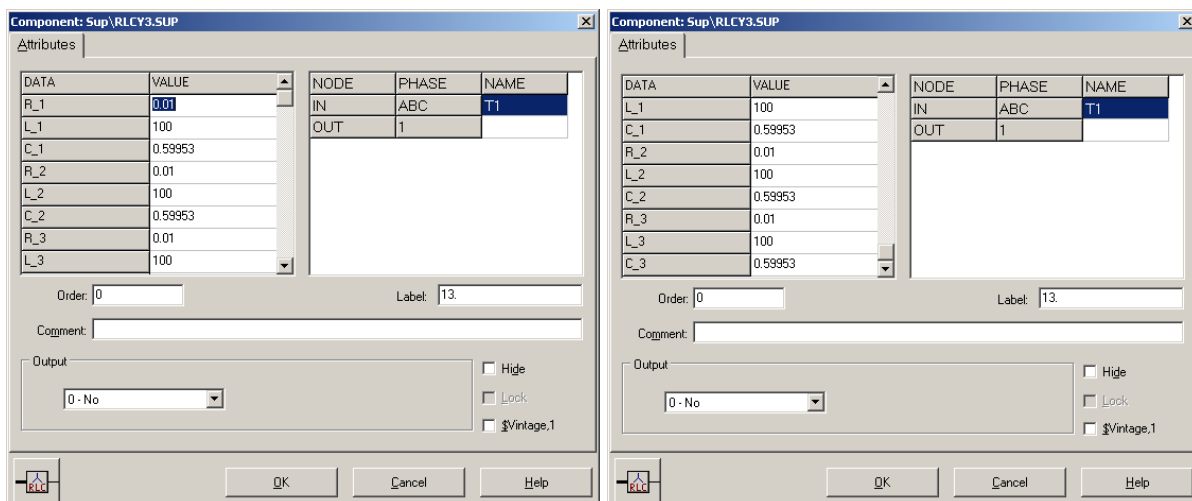 Component: Sup\RLCY3.SUP
Attributes
DATA VALUE
R_1 0.01
L_1 100
C_1 0.59953
R_2 0.01
L_2 100
C_2 0.59953
R_3 0.01
L_3 100
NODE PHASE NAME
IN ABC T1
OUT 1
Order: 0
Label: 13.
Comment:
Output
0 - No
Hide
Lock
$Vintage,1
RLC
OK Cancel Help
Component: Sup\RLCY3.SUP
Attributes
DATA VALUE
L_1 100
C_1 0.59953
R_2 0.01
L_2 100
C_2 0.59953
R_3 0.01
L_3 100
C_3 0.59953
NODE PHASE NAME
IN ABC T1
OUT 1
Order: 0
Label: 13.
Comment:
Output
0 - No
Hide
Lock
$Vintage,1
RLC
OK Cancel Help